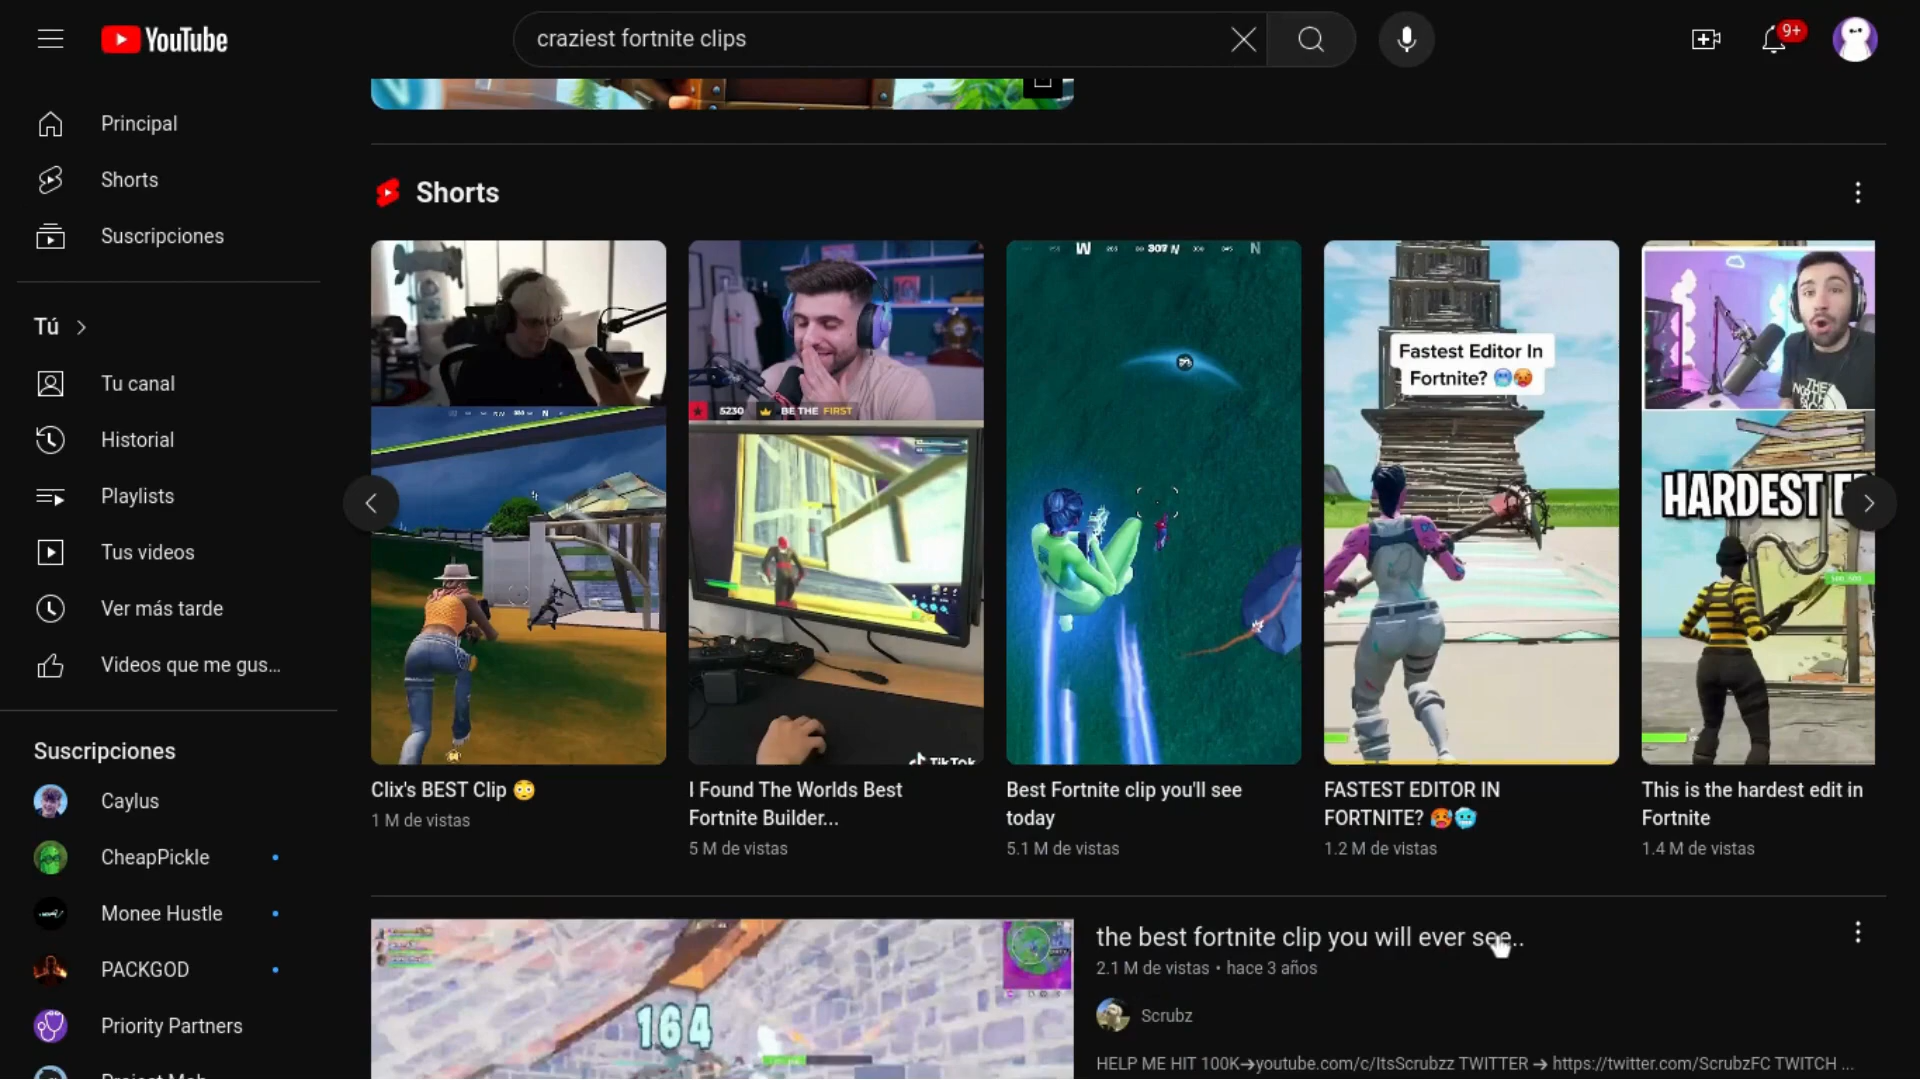 YouTube
craziest fortnite clips
9+
Principal
Shorts
Suscripciones
Tú
Tu canal
Historial
Playlists
Tus videos
Ver más tarde
Videos que me gus...
Suscripciones
Caylus
CheapPickle
Monee Hustle
PACKGOD
Priority Partners
Shorts
5230 BE THE FIRST
TikTok
W 307 N N
Fastest Editor In
Fortnite? 🥶🥵
THE
NORTH
HARDEST E
Clix's BEST Clip 😳
1 M de vistas
I Found The Worlds Best
Fortnite Builder...
5 M de vistas
Best Fortnite clip you'll see
today
5.1 M de vistas
FASTEST EDITOR IN
FORTNITE? 🥵🥶
1.2 M de vistas
This is the hardest edit in
Fortnite
1.4 M de vistas
164
the best fortnite clip you will ever see..
2.1 M de vistas • hace 3 años
Scrubz
HELP ME HIT 100K➔youtube.com/c/ItsScrubzz TWITTER ➔ https://twitter.com/ScrubzFC TWITCH ...